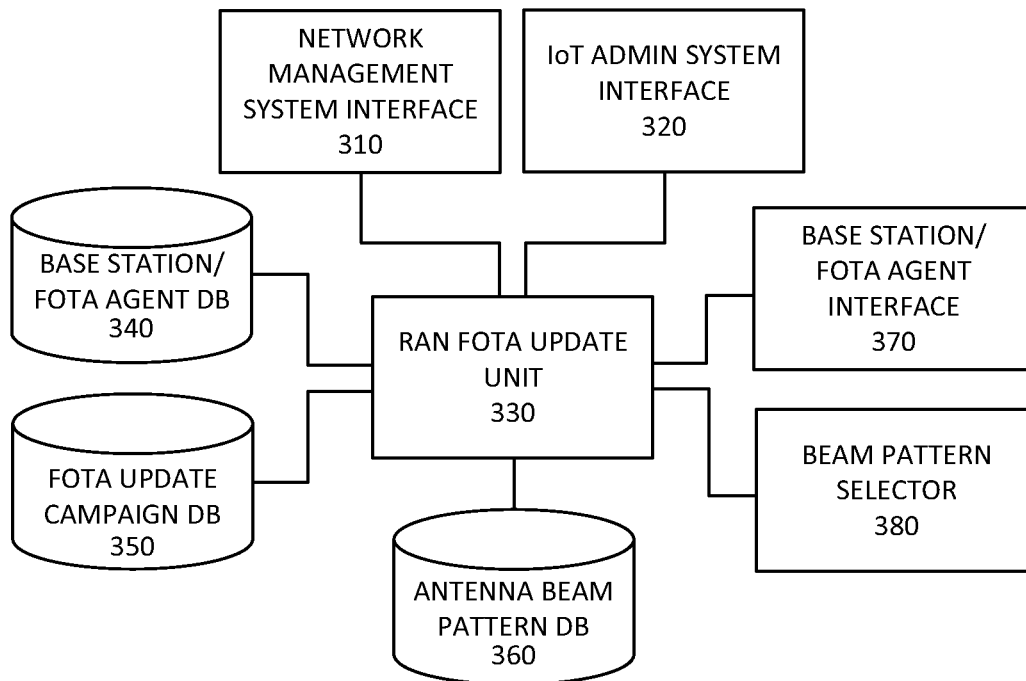 NETWORK
MANAGEMENT
SYSTEM INTERFACE
310
IoT ADMIN SYSTEM
INTERFACE
320
BASE STATION/
FOTA AGENT DB
340
BASE STATION/
FOTA AGENT
INTERFACE
370
RAN FOTA UPDATE
UNIT
330
FOTA UPDATE
CAMPAIGN DB
350
BEAM PATTERN
SELECTOR
380
ANTENNA BEAM
PATTERN DB
360